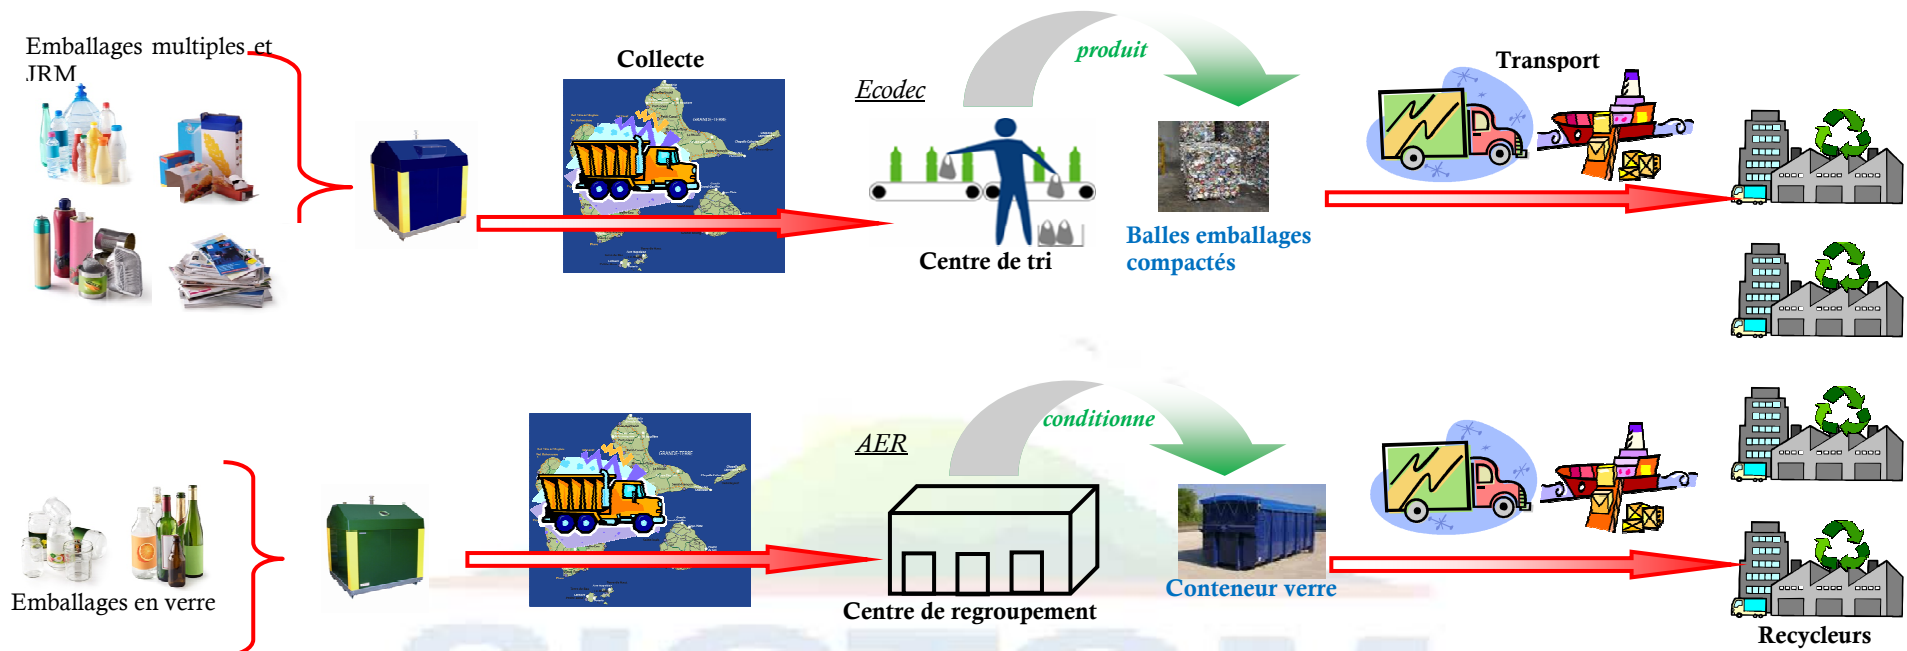 Emballages multiples et
JRM
Collecte
Ecodec
produit
Transport
Centre de tri
Balles emballages
compactés
AER
conditionne
Emballages en verre
Centre de regroupement
Conteneur verre
Recycleurs